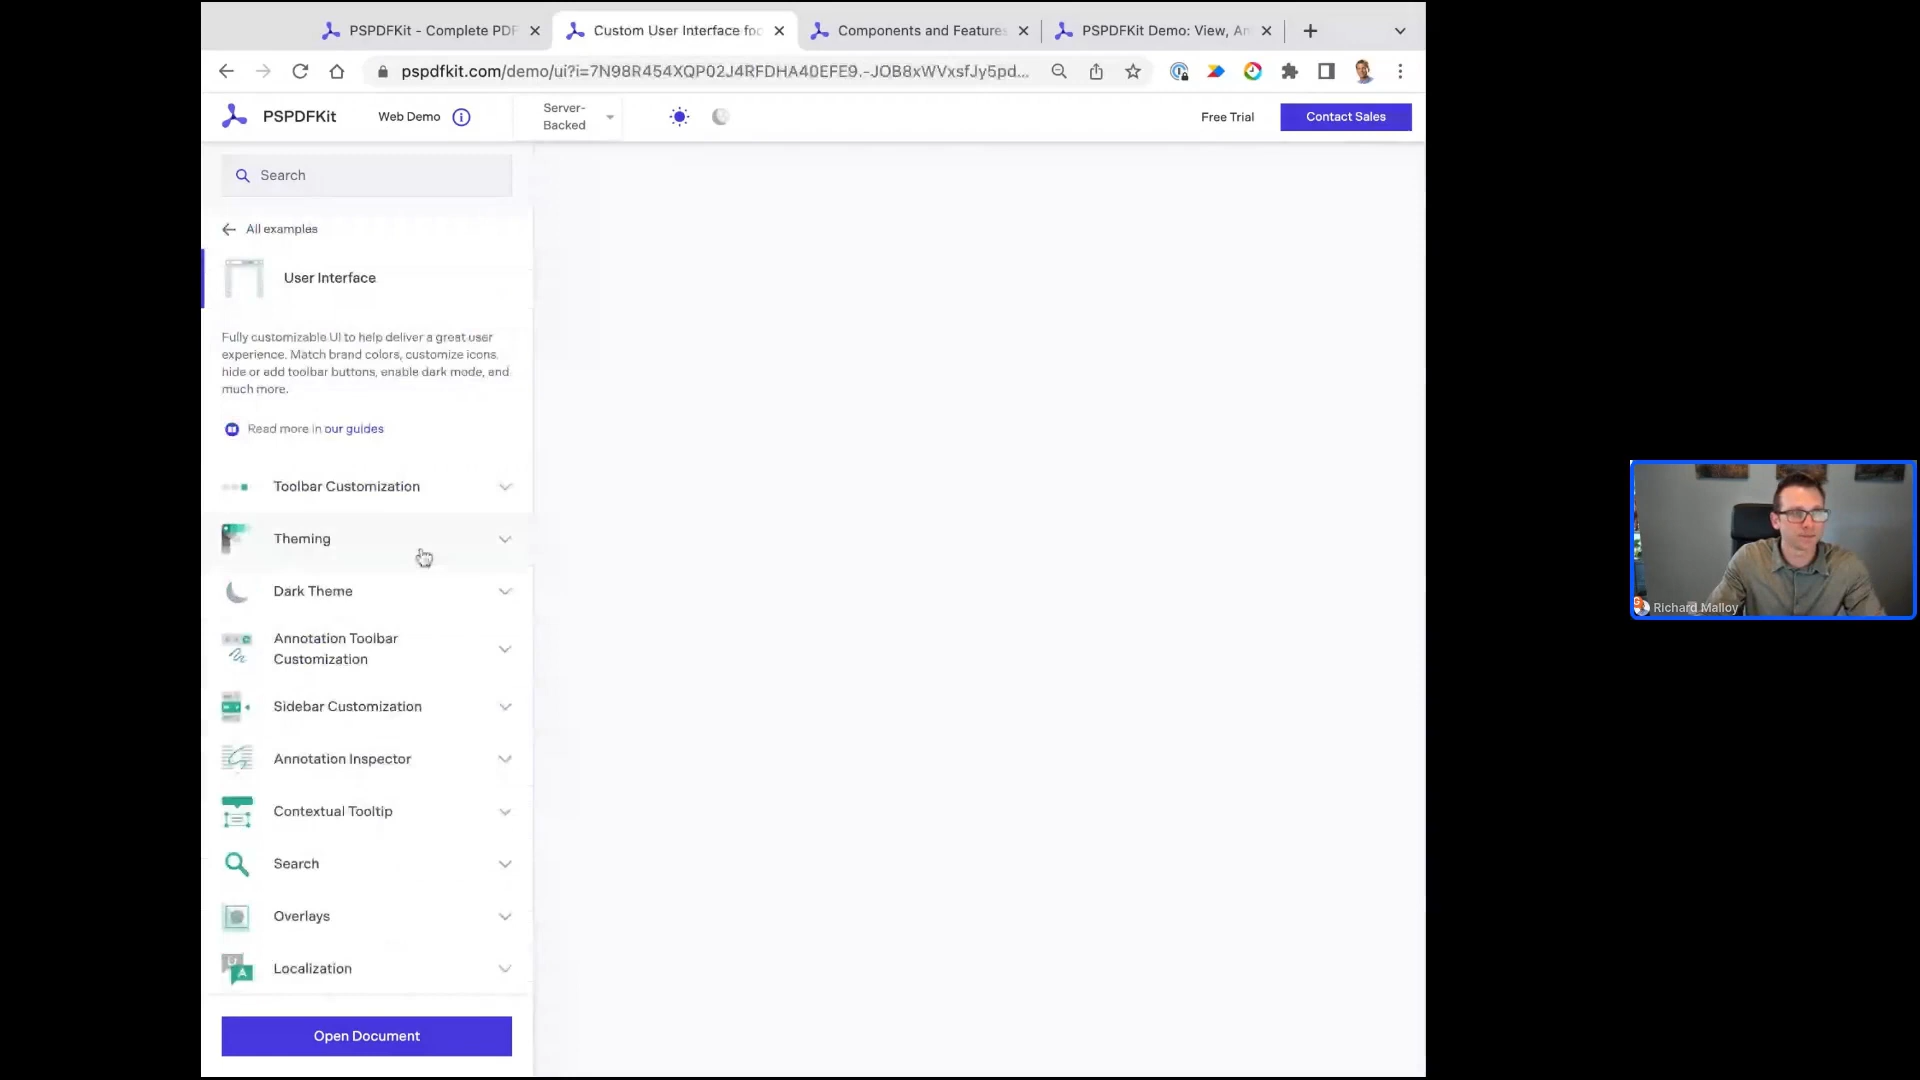 PSPDFKit - Complete PDF
Custom User Interface foo
Components and Features
PSPDFKit Demo: View, An
pspdfkit.com/demo/ui?i=7N98R454XQP02J4RFDHA40EFE9.-JOB8xWVxsfJy5pd...
PSPDFKit
Web Demo
Server-
Backed
Free Trial
Contact Sales
Search
All examples
User Interface
Fully customizable UI to help deliver a great user
experience. Match brand colors, customize icons,
hide or add toolbar buttons, enable dark mode, and
much more.
Read more in our guides
Toolbar Customization
Theming
Dark Theme
Annotation Toolbar
Customization
Sidebar Customization
Annotation Inspector
Contextual Tooltip
Search
Overlays
Localization
Open Document
Richard Malloy